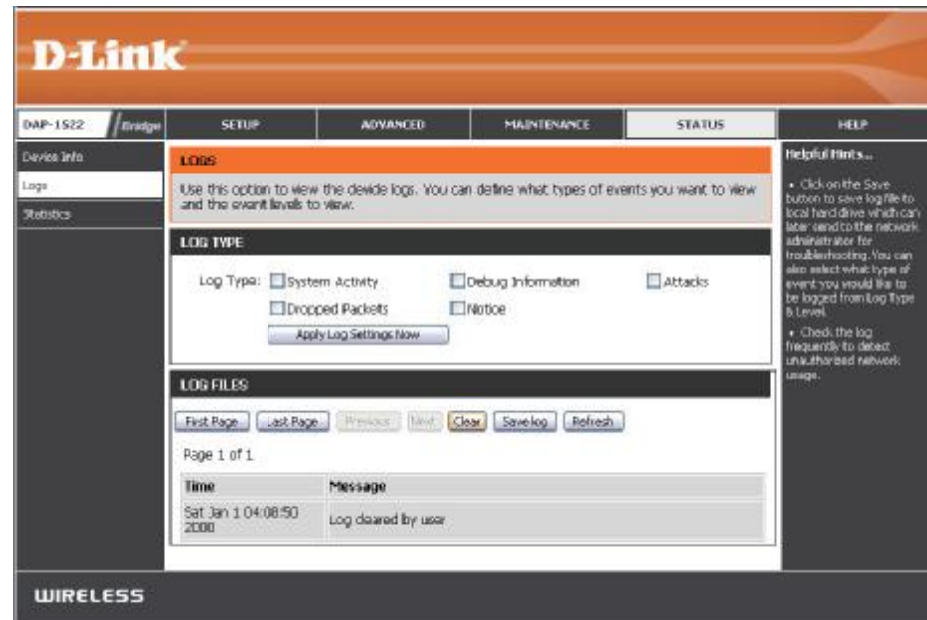 D-Link
DAP-1522 //Bridge SETUP ADVANCED MAINTENANCE STATUS HELP
Device Info
Logs
Statistics
LOGS
Use this option to view the devide logs. You can define what types of events you want to view
and the event levels to view.
LOG TYPE
Log Type: System Activity Debug Information Attacks
Dropped Packets Notice
Apply Log Settings Now
LOG FILES
First Page Last Page Previous Next Clear Save log Refresh
Page 1 of 1
Time Message
Sat Jan 1 04:08:50
2000
Log cleared by user
Helpful Hints...
• Click on the Save
button to save log file to
local hard drive which can
later send to the network
administrator for
troubleshooting. You can
also select what type of
event you would like to
be logged from Log Type
& Level.
• Check the log
frequently to detect
unauthorized network
usage.
WIRELESS